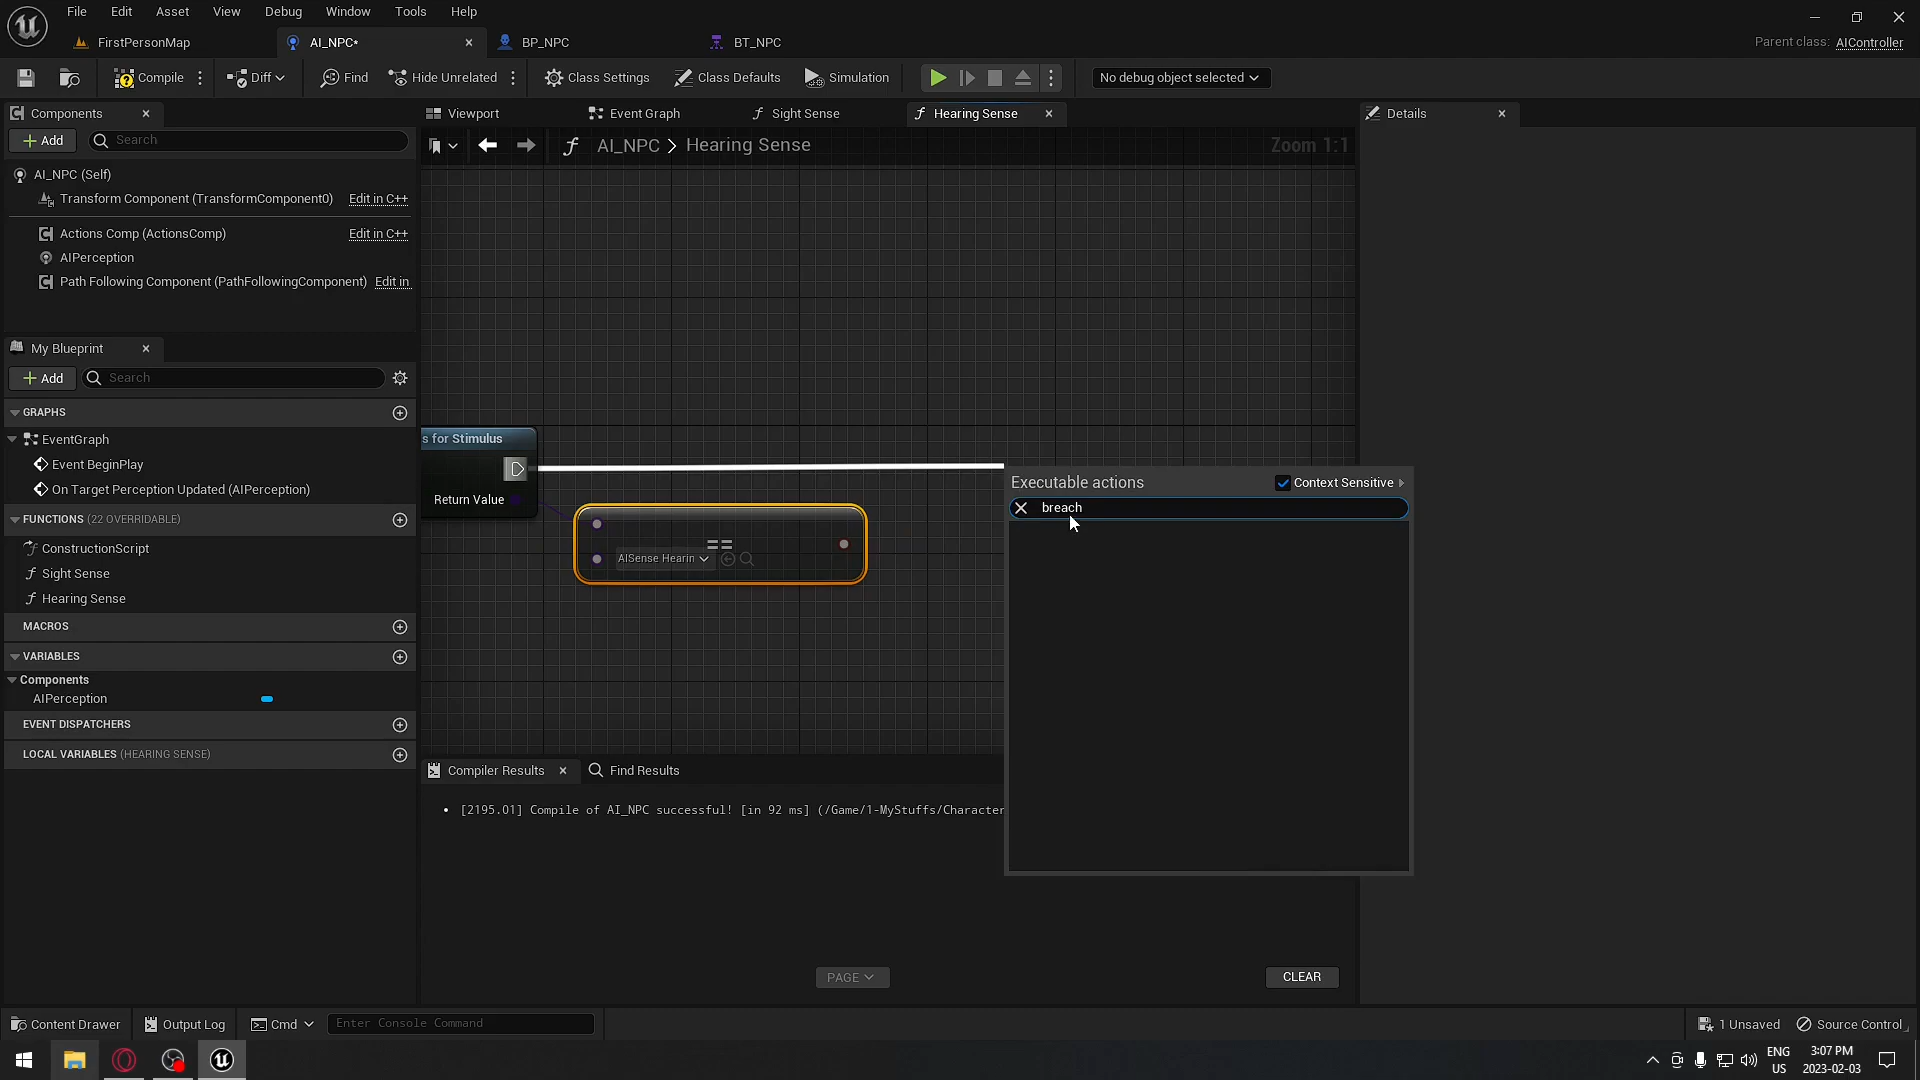 File Edit Asset View Debug Window Tools Help
FirstPersonMap AI_NPC* BP_NPC BT_NPC Parent class: AIController
Compile Diff Find Hide Unrelated Class Settings Class Defaults Simulation No debug object selected
Components Viewport Event Graph Sight Sense Hearing Sense Details
Add Search AI_NPC > Hearing Sense Zoom 1:1
AI_NPC (Self)
Transform Component (TransformComponent0) Edit in C++
Actions Comp (ActionsComp) Edit in C++
AIPerception
Path Following Component (PathFollowingComponent) Edit in
My Blueprint
Add Search
GRAPHS
EventGraph
Event BeginPlay
On Target Perception Updated (AIPerception)
FUNCTIONS (22 OVERRIDABLE)
ConstructionScript
Sight Sense
Hearing Sense
MACROS
VARIABLES
Components
AIPerception
EVENT DISPATCHERS
LOCAL VARIABLES (HEARING SENSE)
s for Stimulus
Return Value
==
AISense Hearin
Executable actions Context Sensitive
breach
Compiler Results Find Results
[2195.01] Compile of AI_NPC successful! [in 92 ms] (/Game/1-MyStuffs/Character
PAGE CLEAR
Content Drawer Output Log Cmd Enter Console Command 1 Unsaved Source Control
ENG 3:07 PM
US 2023-02-03